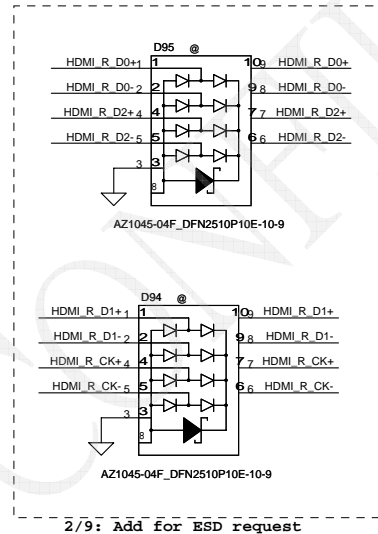 D95 @
HDMI_R_D0+ 1 1 10 9 HDMI_R_D0+
HDMI_R_D0- 2 2 9 8 HDMI_R_D0-
HDMI_R_D2+ 4 4 7 7 HDMI_R_D2+
HDMI_R_D2- 5 5 6 6 HDMI_R_D2-
3 3
8
AZ1045-04F_DFN2510P10E-10-9
D94 @
HDMI_R_D1+ 1 1 10 9 HDMI_R_D1+
HDMI_R_D1- 2 2 9 8 HDMI_R_D1-
HDMI_R_CK+ 4 4 7 7 HDMI_R_CK+
HDMI_R_CK- 5 5 6 6 HDMI_R_CK-
3 3
8
AZ1045-04F_DFN2510P10E-10-9
2/9: Add for ESD request